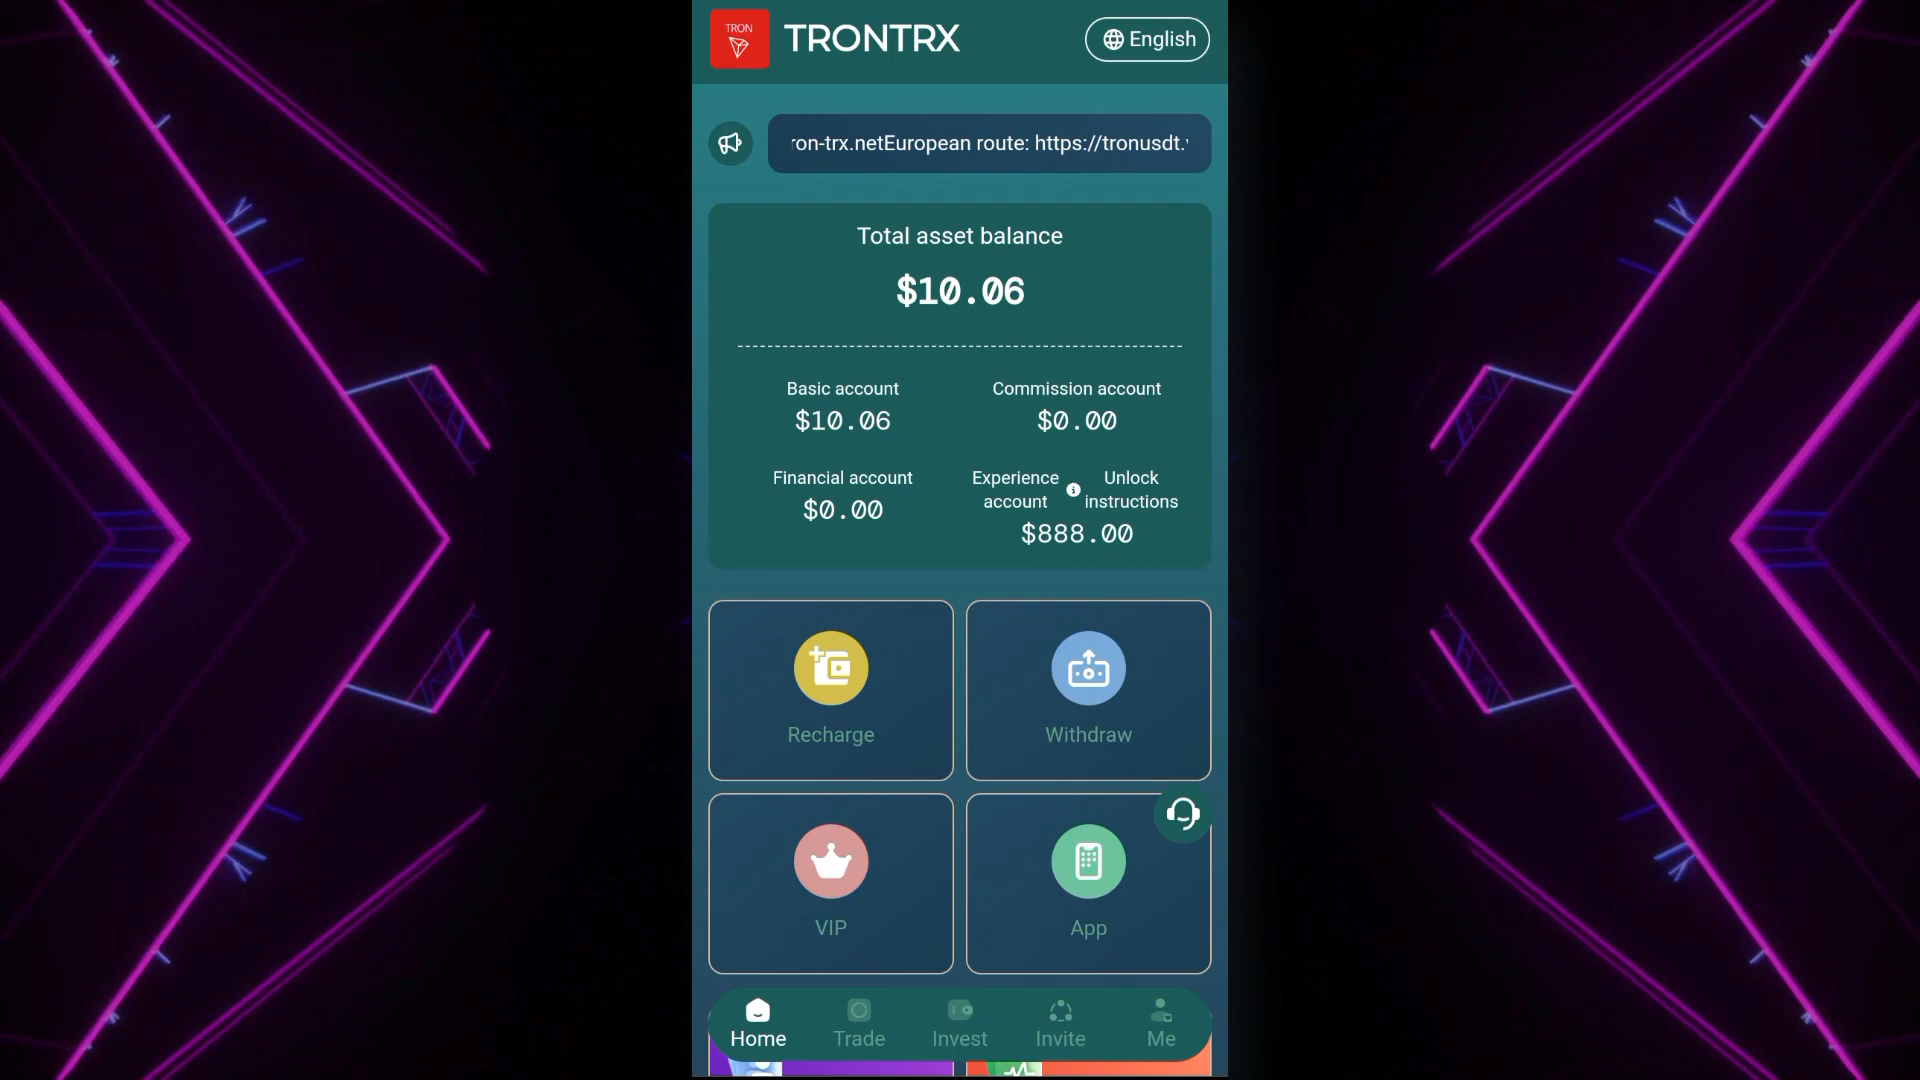 TRON
TRONTRX
English
ron-trx.netEuropean route: https://tronusdt.
Total asset balance
$10.06
Basic account
$10.06
Commission account
$0.00
Financial account
$0.00
Experience account
Unlock instructions
$888.00
Recharge
Withdraw
VIP
App
Home
Trade
Invest
Invite
Me